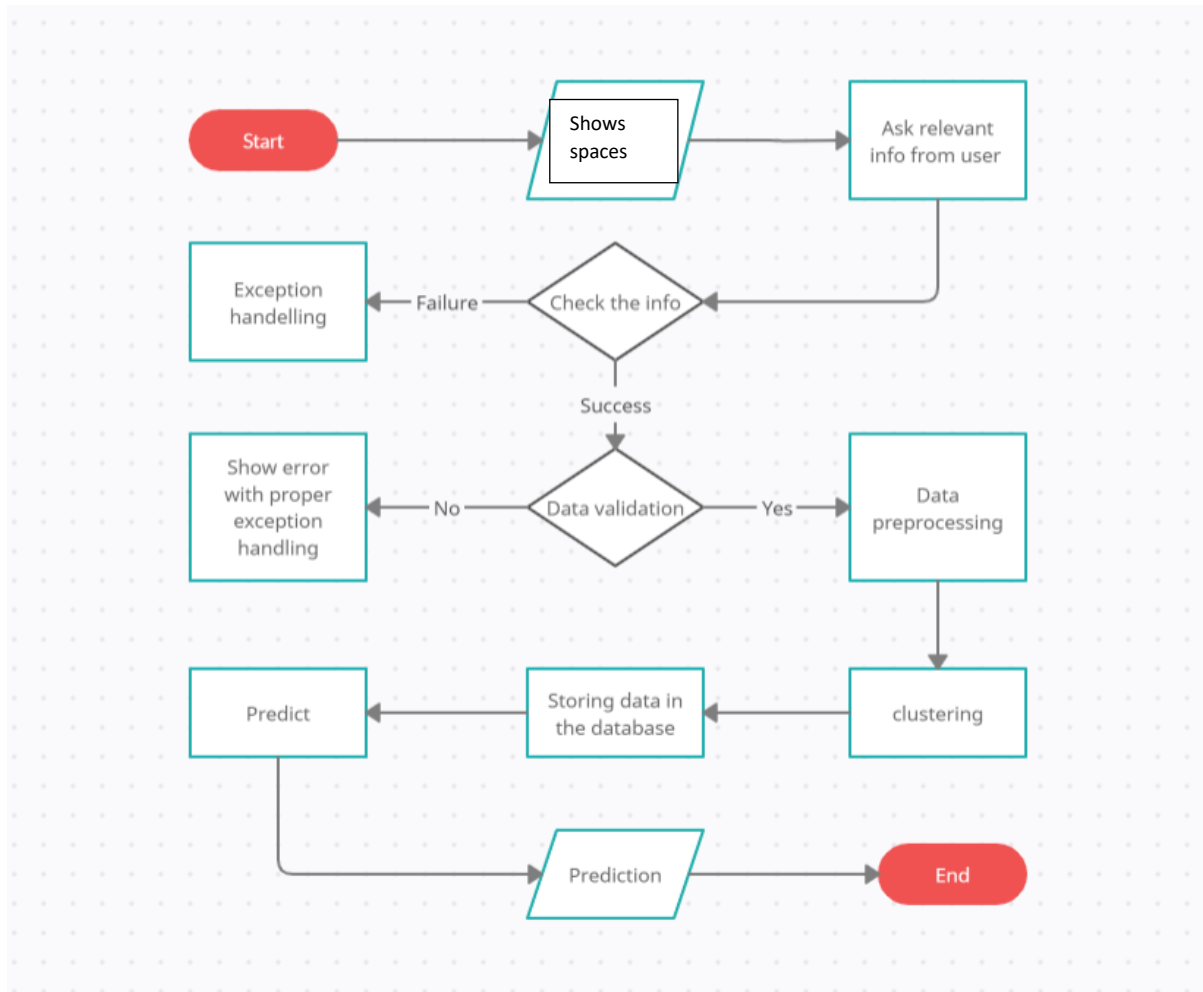 Start
Shows
spaces
Ask relevant
info from user
Exception
handelling
Failure
Check the info
Success
Show error
with proper
exception
handling
No
Data validation
Yes
Data
preprocessing
Predict
Storing data in
the database
clustering
Prediction
End